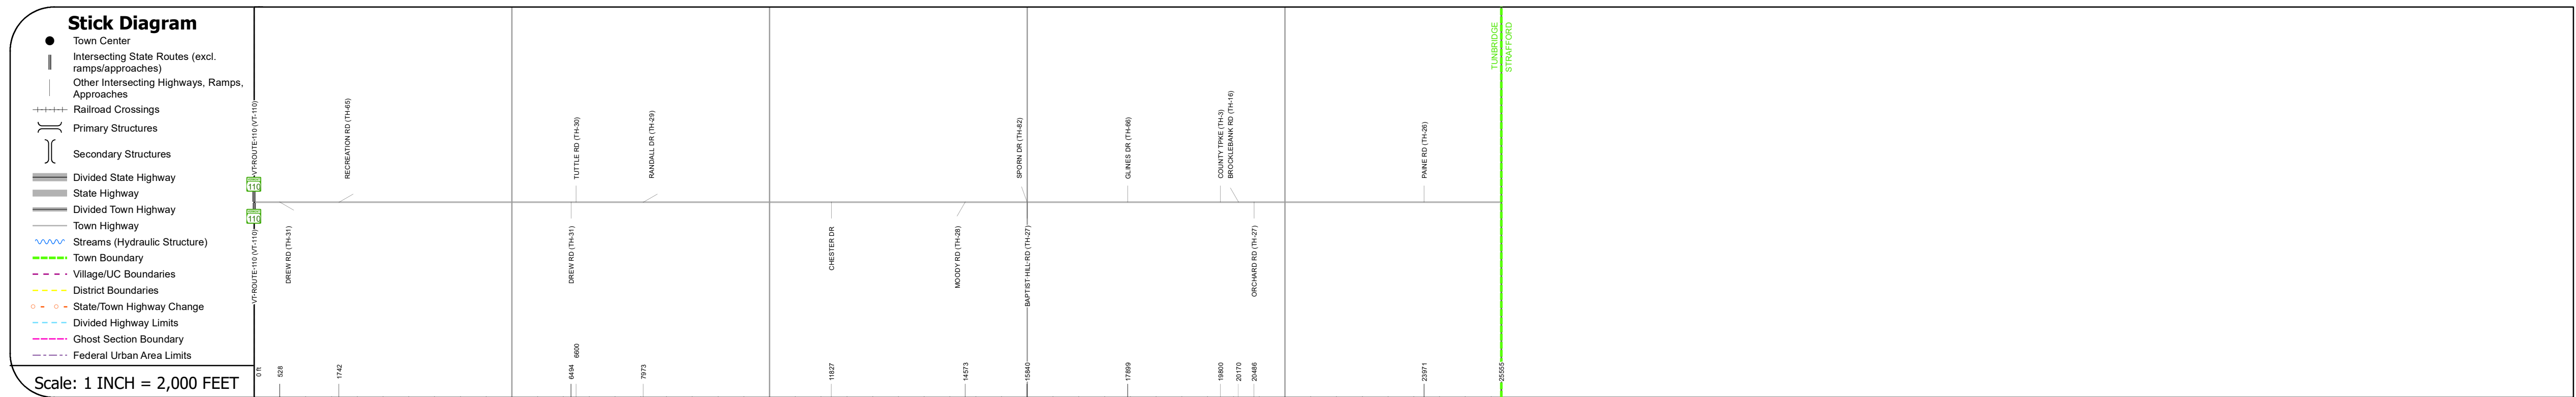 Stick Diagram
Town Center
Intersecting State Routes (excl.
ramps/approaches)
Other Intersecting Highways, Ramps,
Approaches
Railroad Crossings
Primary Structures
Secondary Structures
Divided State Highway
State Highway
Divided Town Highway
Town Highway
Streams (Hydraulic Structure)
Town Boundary
Village/UC Boundaries
District Boundaries
State/Town Highway Change
Divided Highway Limits
Ghost Section Boundary
Federal Urban Area Limits
Scale: 1 INCH = 2,000 FEET
VT-ROUTE-110 (VT-110)
110
110
VT-ROUTE-110 (VT-110)
RECREATION RD (TH-65)
TUTTLE RD (TH-30)
RANDALL DR (TH-29)
SPORN DR (TH-82)
GLINES DR (TH-66)
COUNTY TPKE (TH-3)
BROCKLEBANK RD (TH-16)
PAINE RD (TH-26)
TUNBRIDGE
STRAFFORD
DREW RD (TH-31)
DREW RD (TH-31)
CHESTER DR
MOODY RD (TH-28)
BAPTIST HILL RD (TH-27)
ORCHARD RD (TH-27)
0 ft
528
1742
6494
6600
7973
11827
14573
15840
17899
19800
20170
20486
23971
25555